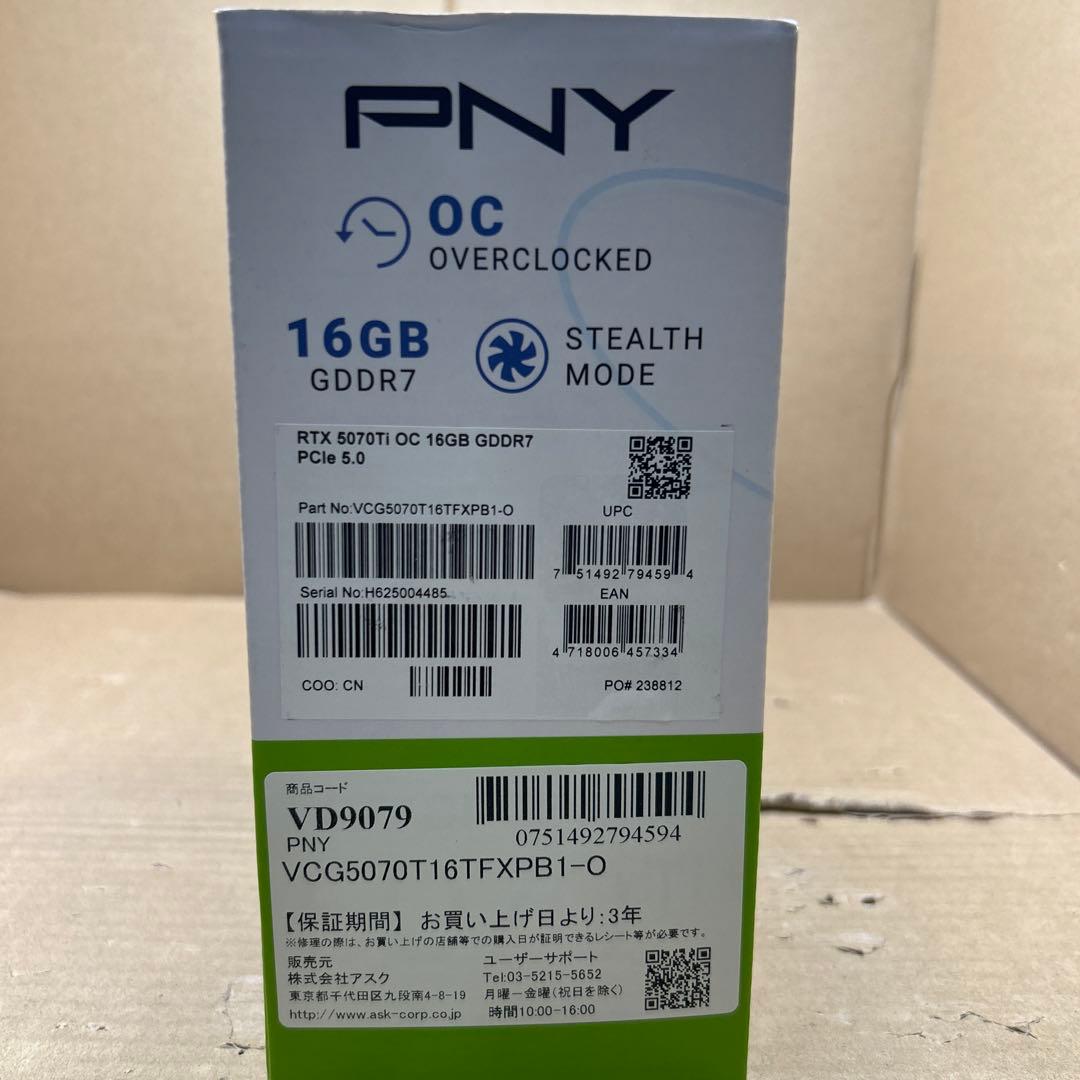 PNY
OC
OVERCLOCKED
16GB
GDDR7
STEALTH
MODE
RTX 5070Ti OC 16GB GDDR7
PCIe 5.0
Part No:VCG5070T16TFXPB1-O
UPC
7 51492 79459 4
Serial No:H625004485
EAN
4 718006 457334
COO: CN
PO# 238812
商品コード
VD9079
0751492794594
PNY
VCG5070T16TFXPB1-O
【保証期間】 お買い上げ日より:3年
※修理の際は、お買い上げの店舗等での購入日が証明できるレシート等が必要です。
販売元
株式会社アスク
東京都千代田区九段南4-8-19
http://www.ask-corp.co.jp
ユーザーサポート
Tel:03-5215-5652
月曜ー金曜(祝日を除く)
時間10:00-16:00